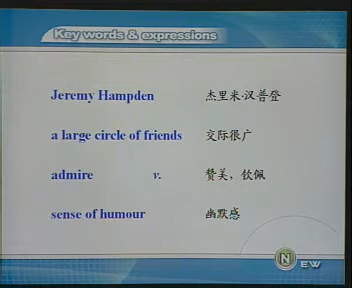 Key words & expressions
Jeremy Hampden 杰里米·汉普登
a large circle of friends 交际很广
admire v. 赞美，钦佩
sense of humour 幽默感
N EW